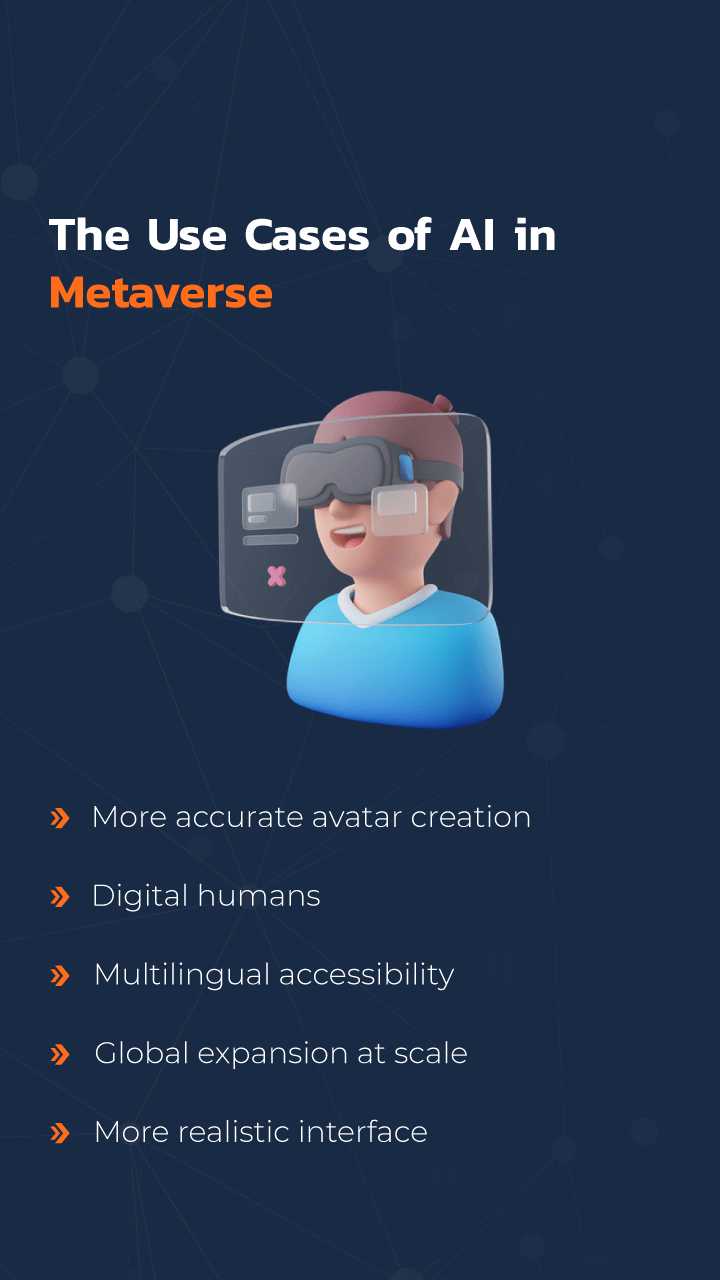 The Use Cases of AI in
Metaverse
More accurate avatar creation
Digital humans
Multilingual accessibility
Global expansion at scale
More realistic interface